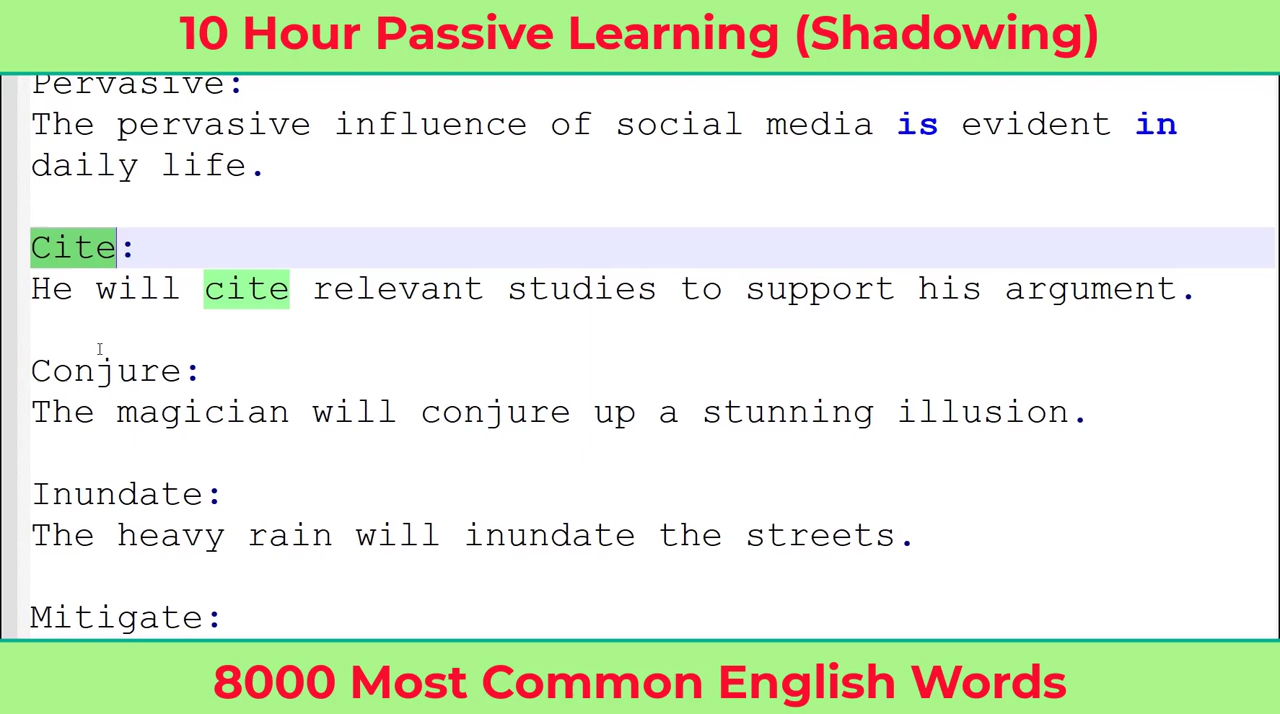 10 Hour Passive Learning (Shadowing)
Pervasive:
The pervasive influence of social media is evident in
daily life.
Cite:
He will cite relevant studies to support his argument.
Conjure:
The magician will conjure up a stunning illusion.
Inundate:
The heavy rain will inundate the streets.
Mitigate:
8000 Most Common English Words